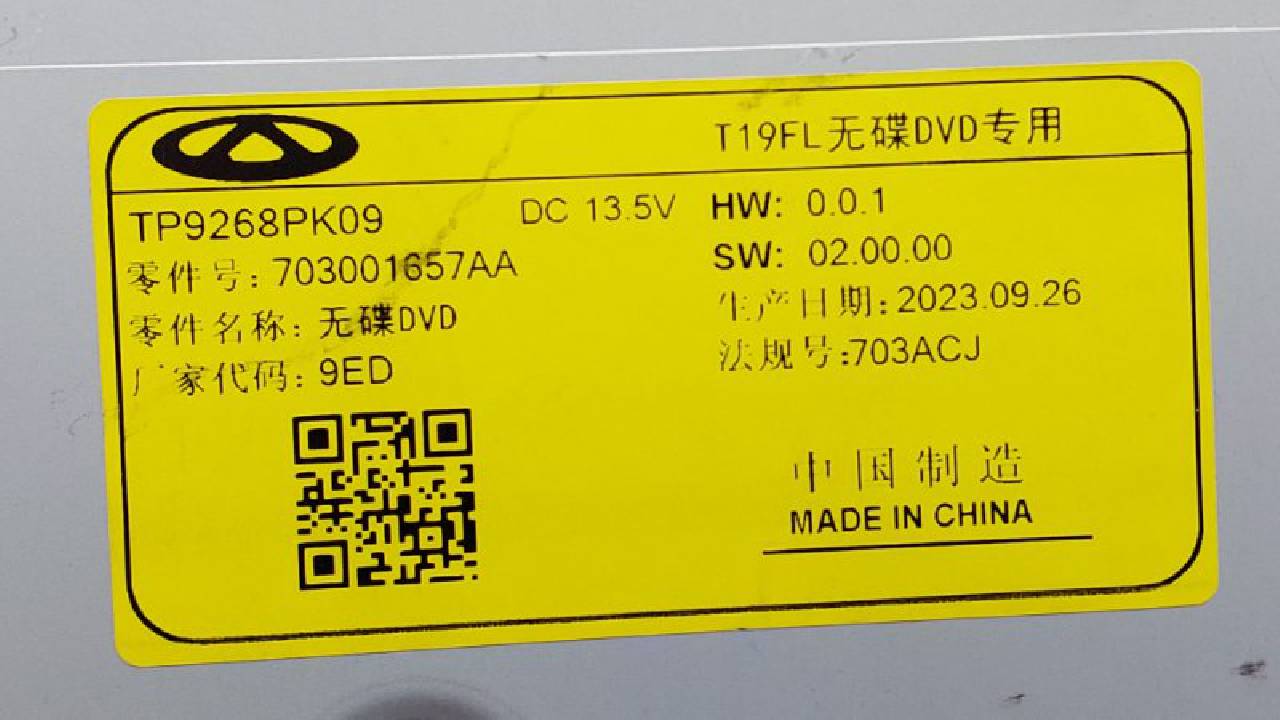 T19FL无碟DVD专用
TP9268PK09 DC 13.5V
零件号: 703001657AA
零件名称: 无碟DVD
厂家代码: 9ED
HW: 0.0.1
SW: 02.00.00
生产日期: 2023.09.26
法规号:703ACJ
中国制造
MADE IN CHINA